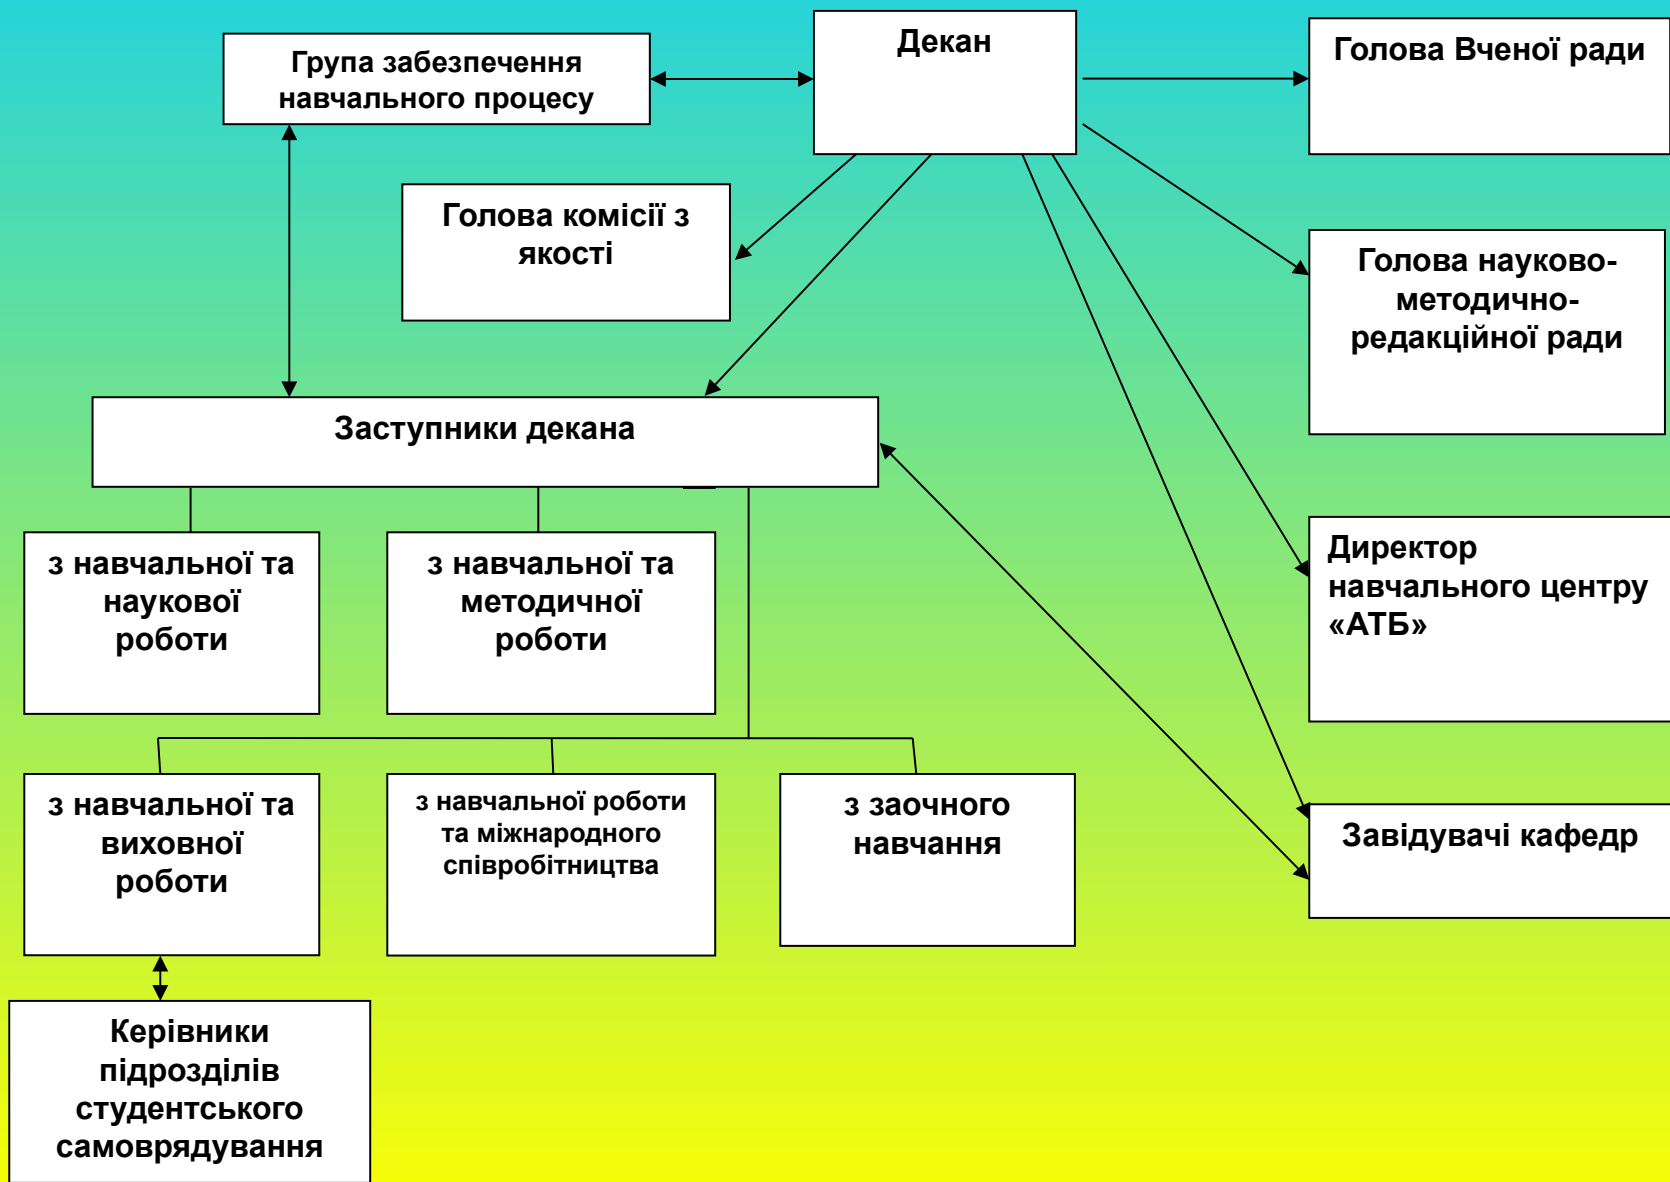 Група забезпечення
навчального процесу
Декан
Голова Вченої ради
Голова комісії з
якості
Голова науково-
методично-
редакційної ради
Заступники декана
з навчальної та
наукової
роботи
з навчальної та
методичної
роботи
Директор
навчального центру
«АТБ»
з навчальної та
виховної
роботи
з навчальної роботи
та міжнародного
співробітництва
з заочного
навчання
Завідувачі кафедр
Керівники
підрозділів
студентського
самоврядування